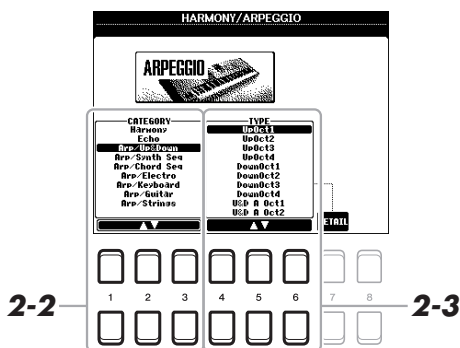 HARMONY/ARPEGGIO
ARPEGGIO
CATEGORY
Harmony
Echo
Arp/Up&Down
Arp/Synth Seq
Arp/Chord Seq
Arp/Electro
Arp/Keyboard
Arp/Guitar
Arp/Strings
TYPE
UpOct1
UpOct2
UpOct3
UpOct4
DownOct1
DownOct2
DownOct3
DownOct4
U&D A Oct1
U&D A Oct2
ETAIL
1 2 3 4 5 6 7 8
2-2
2-3